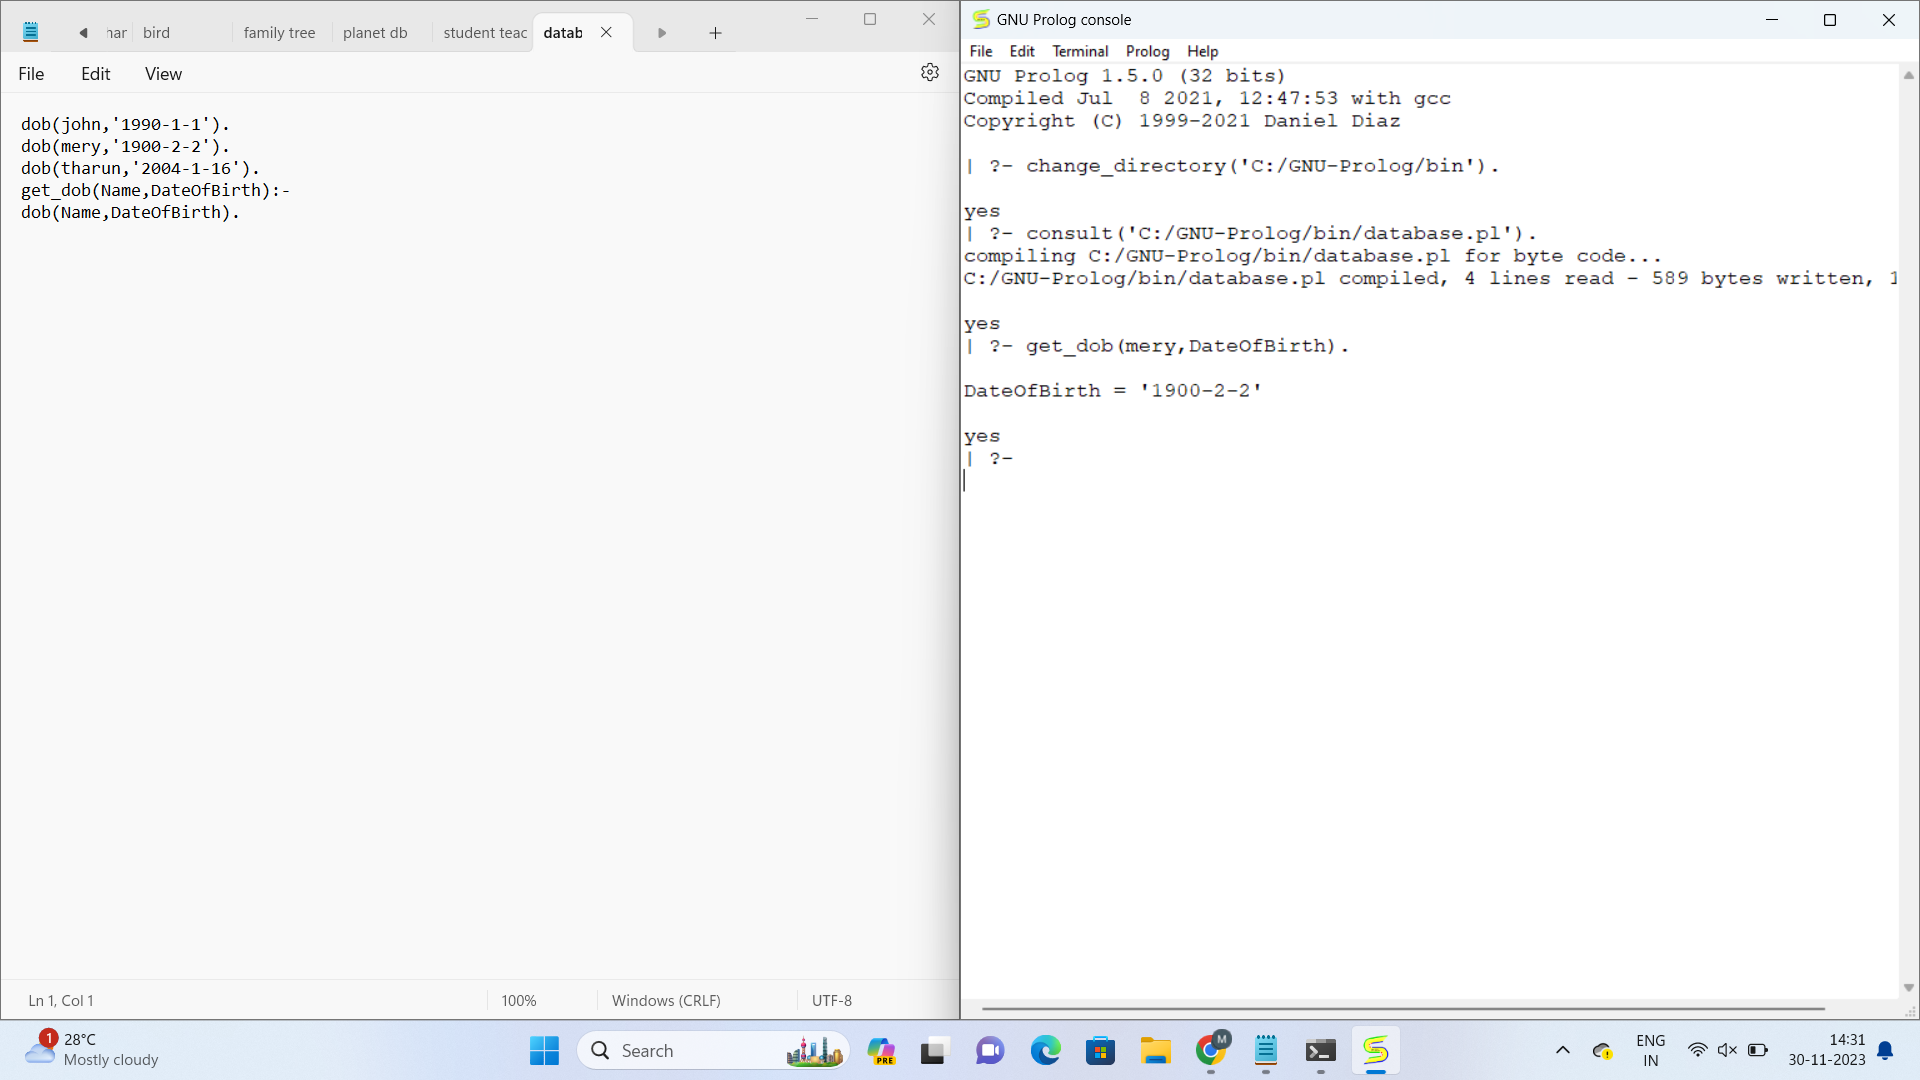 har
bird
family tree
planet db
student teac
datab
File
Edit
View
dob(john,'1990-1-1').
dob(mery,'1900-2-2').
dob(tharun,'2004-1-16').
get_dob(Name,DateOfBirth):-
dob(Name,DateOfBirth).
Ln 1, Col 1
100%
Windows (CRLF)
UTF-8
GNU Prolog console
File Edit Terminal Prolog Help
GNU Prolog 1.5.0 (32 bits)
Compiled Jul  8 2021, 12:47:53 with gcc
Copyright (C) 1999-2021 Daniel Diaz
| ?- change_directory('C:/GNU-Prolog/bin').
yes
| ?- consult('C:/GNU-Prolog/bin/database.pl').
compiling C:/GNU-Prolog/bin/database.pl for byte code...
C:/GNU-Prolog/bin/database.pl compiled, 4 lines read - 589 bytes written, 1
yes
| ?- get_dob(mery,DateOfBirth).
DateOfBirth = '1900-2-2'
yes
| ?-
1
28°C
Mostly cloudy
Search
PRE
M
ENG
IN
14:31
30-11-2023